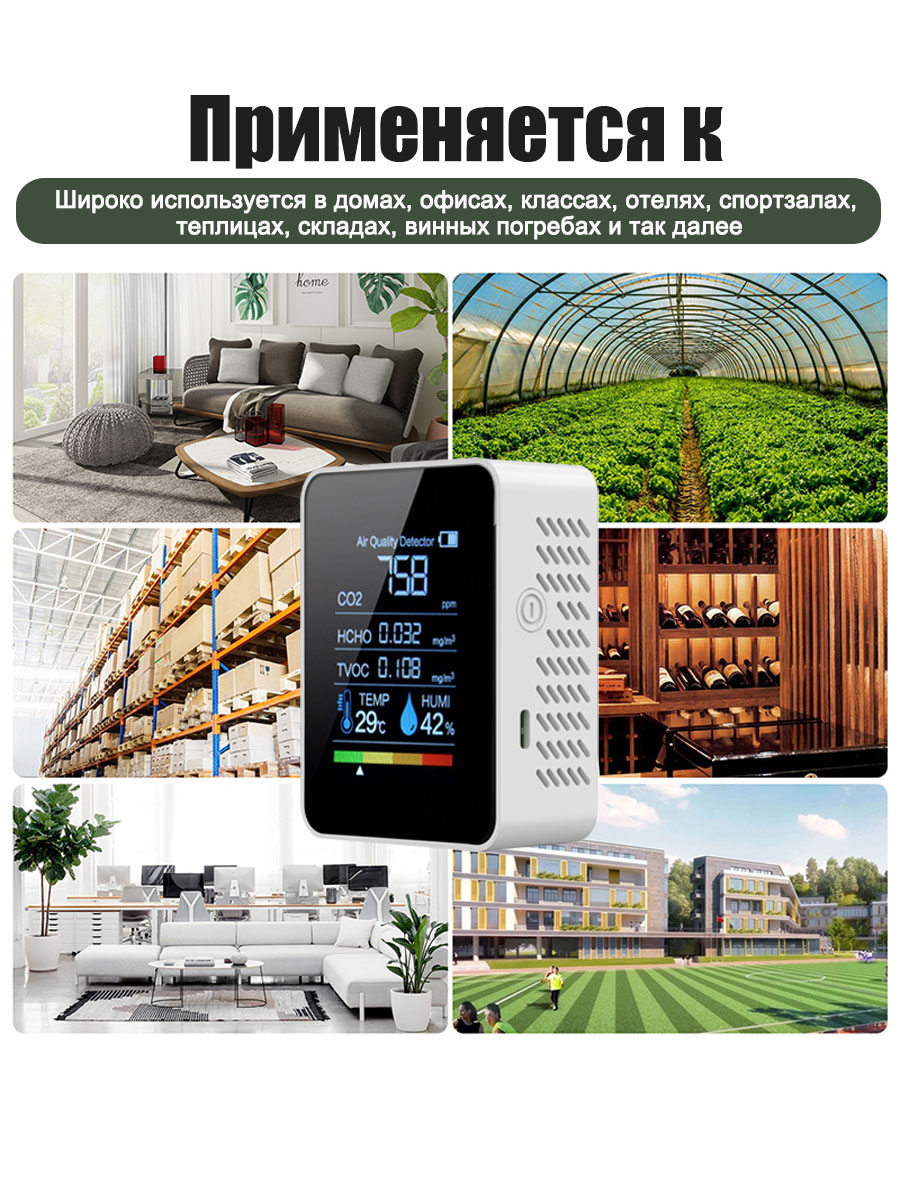 Применяется к
Широко используется в домах, офисах, классах, отелях, спортзалах,
теплицах, складах, винных погребах и так далее
home
Air Quality Detector
758
CO2 ppm
HCHO 0.032 mg/m³
TVOC 0.108 mg/m³
TEMP HUMI
29°C 42%